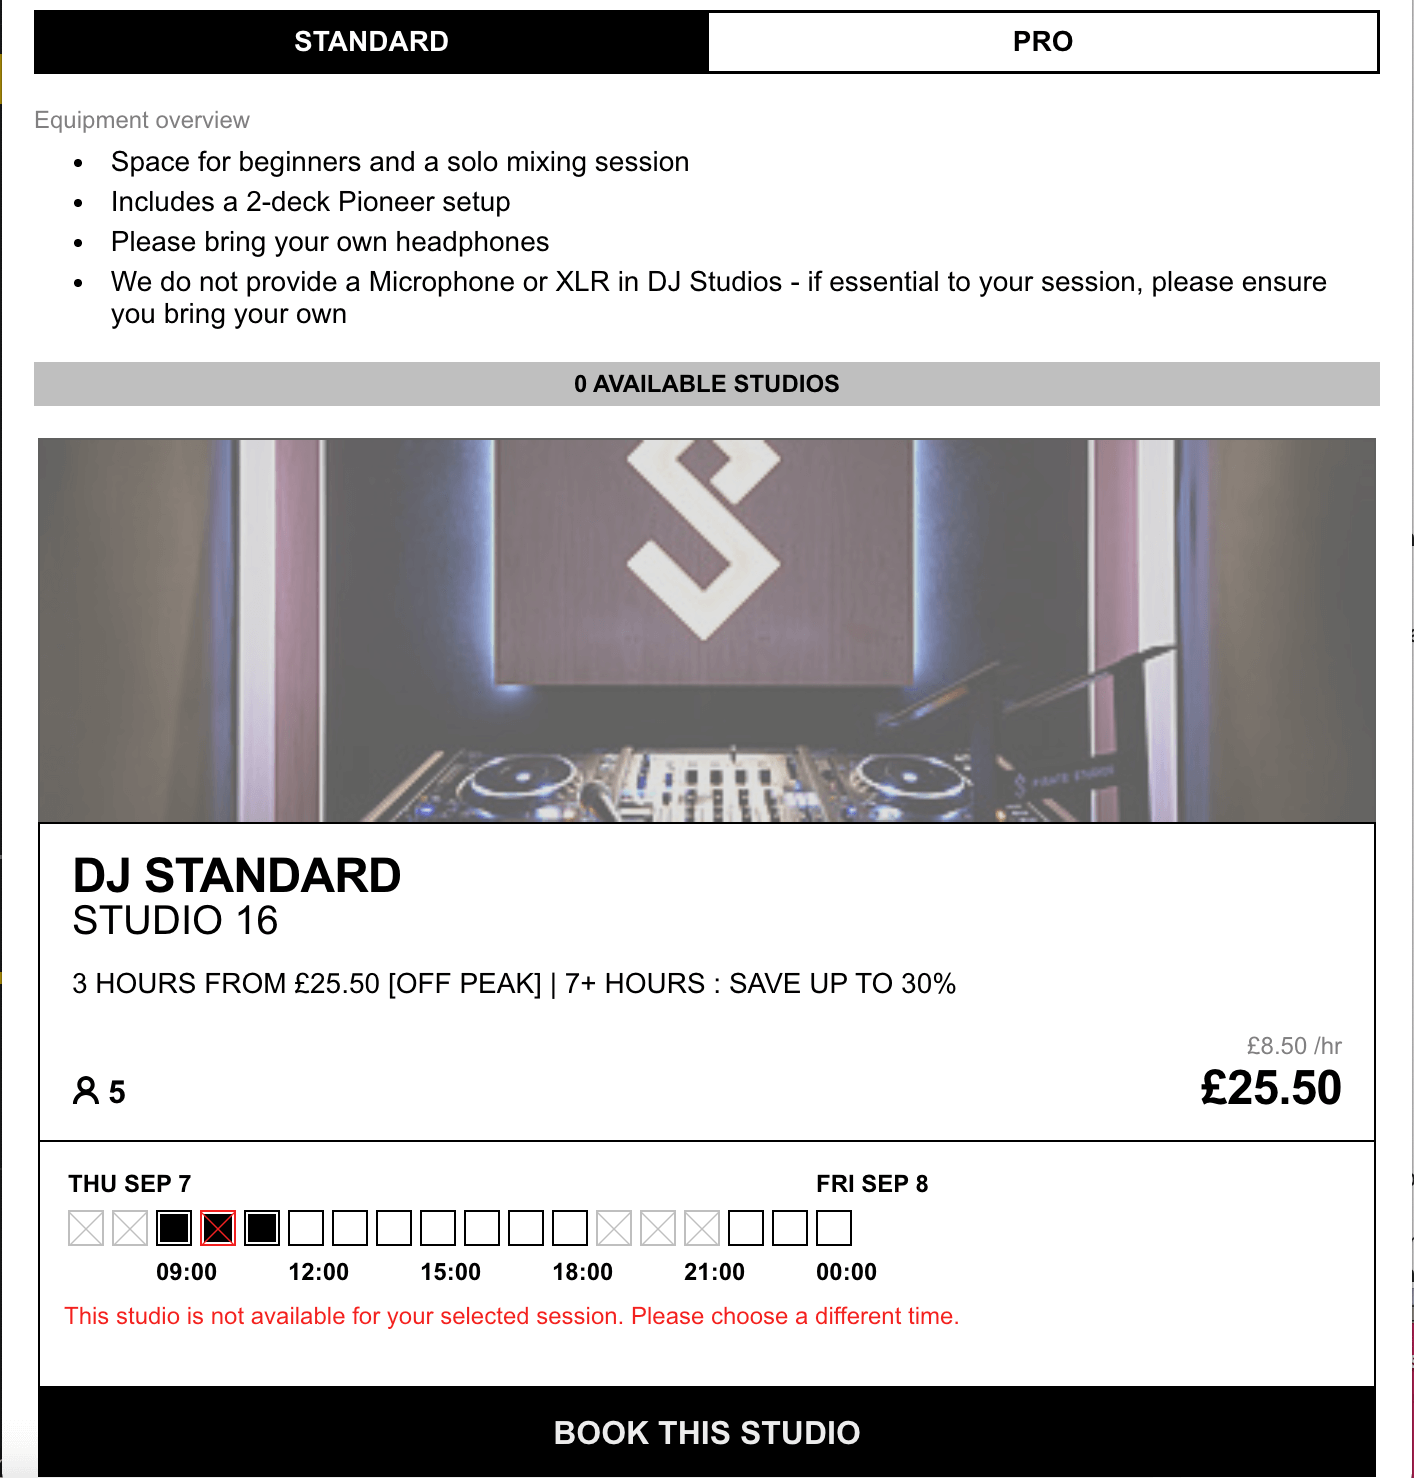 STANDARD
PRO
Equipment overview
• Space for beginners and a solo mixing session
• Includes a 2-deck Pioneer setup
• Please bring your own headphones
• We do not provide a Microphone or XLR in DJ Studios - if essential to your session, please ensure
you bring your own
0 AVAILABLE STUDIOS
PIRATE STUDIOS
DJ STANDARD
STUDIO 16
3 HOURS FROM £25.50 [OFF PEAK] | 7+ HOURS : SAVE UP TO 30%
£8.50 /hr
5
£25.50
THU SEP 7 FRI SEP 8
09:00 12:00 15:00 18:00 21:00 00:00
This studio is not available for your selected session. Please choose a different time.
BOOK THIS STUDIO